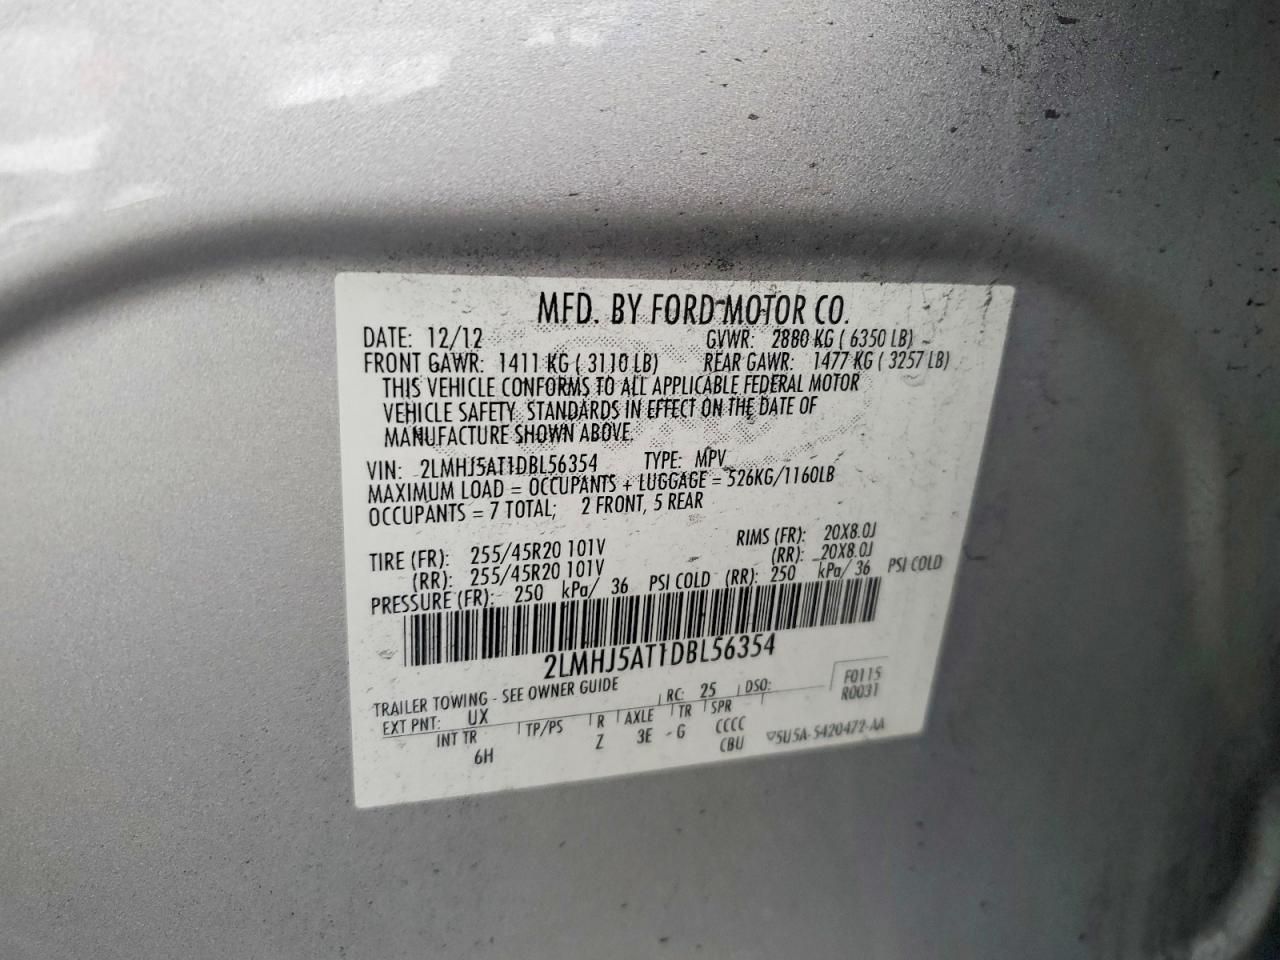 MFD. BY FORD MOTOR CO.
DATE: 12/12 GVWR: 2880 KG ( 6350 LB)
FRONT GAWR: 1411 KG ( 3110 LB) REAR GAWR: 1477 KG ( 3257 LB)
THIS VEHICLE CONFORMS TO ALL APPLICABLE FEDERAL MOTOR
VEHICLE SAFETY STANDARDS IN EFFECT ON THE DATE OF
MANUFACTURE SHOWN ABOVE.
VIN: 2LMHJ5AT1DBL56354 TYPE: MPV
MAXIMUM LOAD = OCCUPANTS + LUGGAGE = 526KG/1160LB
OCCUPANTS = 7 TOTAL; 2 FRONT, 5 REAR
TIRE (FR): 255/45R20 101V RIMS (FR): 20X8.0J
(RR): 255/45R20 101V (RR): 20X8.0J
PRESSURE (FR): 250 kPa/ 36 PSI COLD (RR): 250 kPa/ 36 PSI COLD
2LMHJ5AT1DBL56354
TRAILER TOWING - SEE OWNER GUIDE RC: 25 DSO: F0115
R0031
EXT PNT: UX TP/PS R AXLE TR SPR
INT TR Z 3E G CCCC
6H CBU 5U5A-5420472-AA